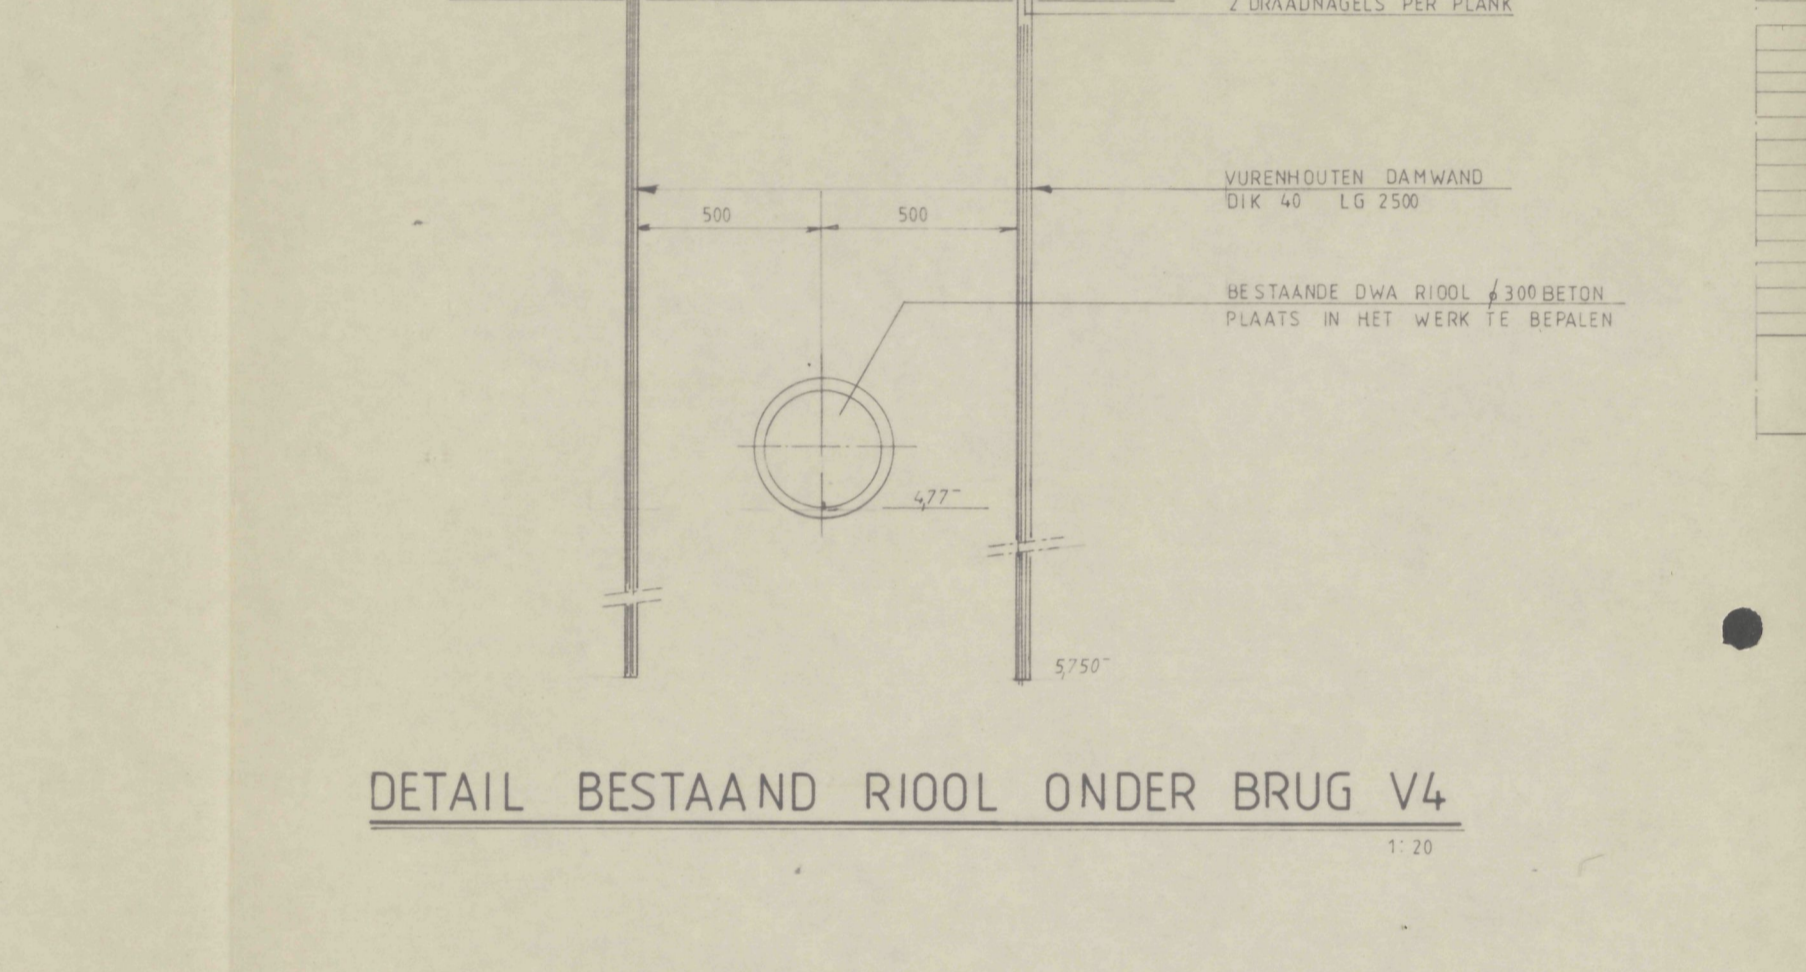 2 DRAADNAGELS PER PLANK
VURENHOUTEN DAMWAND
DIK 40 LG 2500
500 500
BESTAANDE DWA RIOOL ϕ300 BETON
PLAATS IN HET WERK TE BEPALEN
4,77-
5,750-
DETAIL BESTAAND RIOOL ONDER BRUG V4
1:20